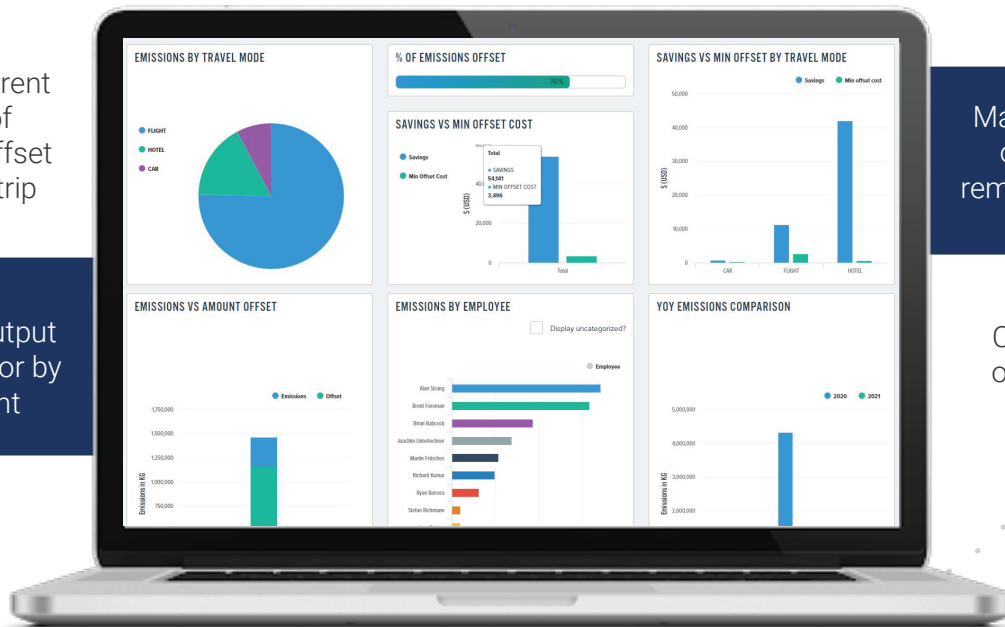 rent
of
ffset
trip
utput
or by
nt
EMISSIONS BY TRAVEL MODE
FLIGHT
HOTEL
CAR
% OF EMISSIONS OFFSET
76%
SAVINGS VS MIN OFFSET COST
Savings
Min Offset Cost
Total
SAVINGS
54,141
MIN OFFSET COST
3,496
$ (USD)
20,000
0
Total
SAVINGS VS MIN OFFSET BY TRAVEL MODE
Savings
Min offset cost
50,000
40,000
30,000
20,000
10,000
0
$ (USD)
CAR
FLIGHT
HOTEL
EMISSIONS VS AMOUNT OFFSET
Emissions
Offset
1,750,000
1,500,000
1,250,000
1,000,000
750,000
Emissions in KG
EMISSIONS BY EMPLOYEE
Display uncategorized?
Employee
Alan Strang
Brent Foreman
Brian Babcock
Joachim Unterlechner
Martin Fritsches
Richard Kumar
Ryan Barrera
Stefan Richmann
YOY EMISSIONS COMPARISON
2020
2021
5,000,000
4,000,000
3,000,000
2,000,000
Emissions in KG
Ma
rem